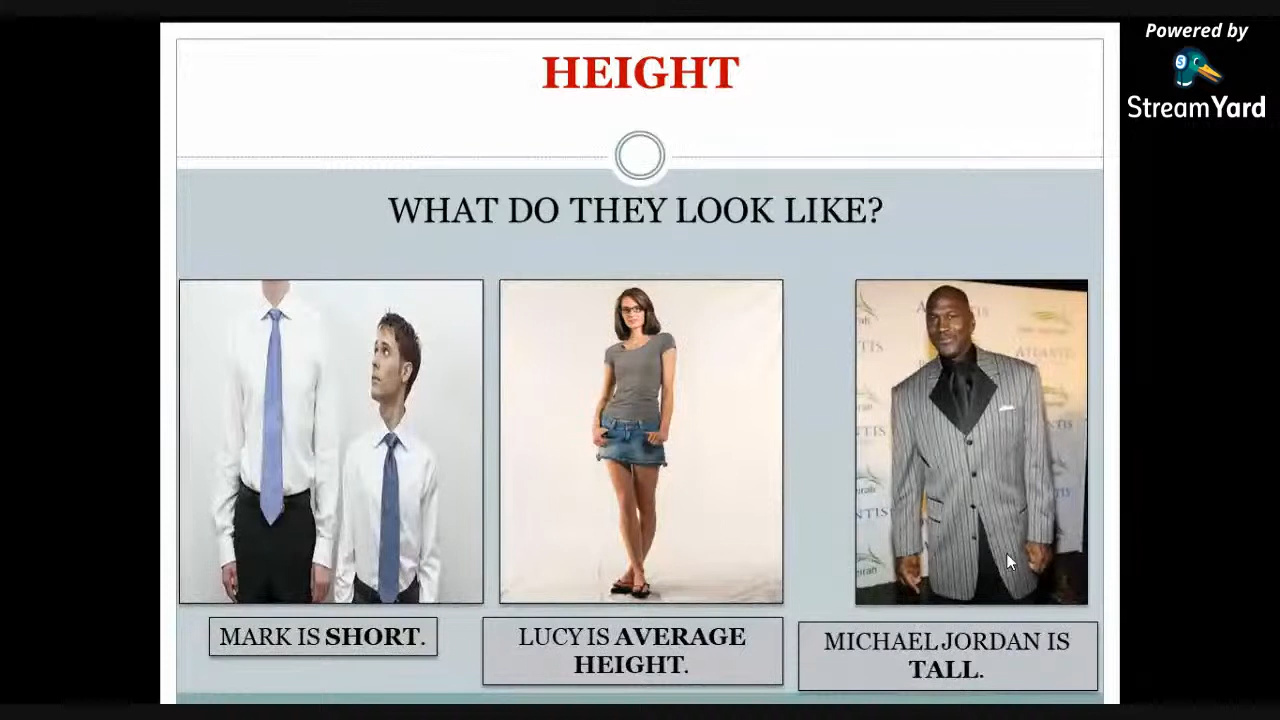 Powered by
StreamYard
HEIGHT
WHAT DO THEY LOOK LIKE?
MARK IS SHORT.
LUCY IS AVERAGE
HEIGHT.
MICHAEL JORDAN IS
TALL.
ATLANTIS